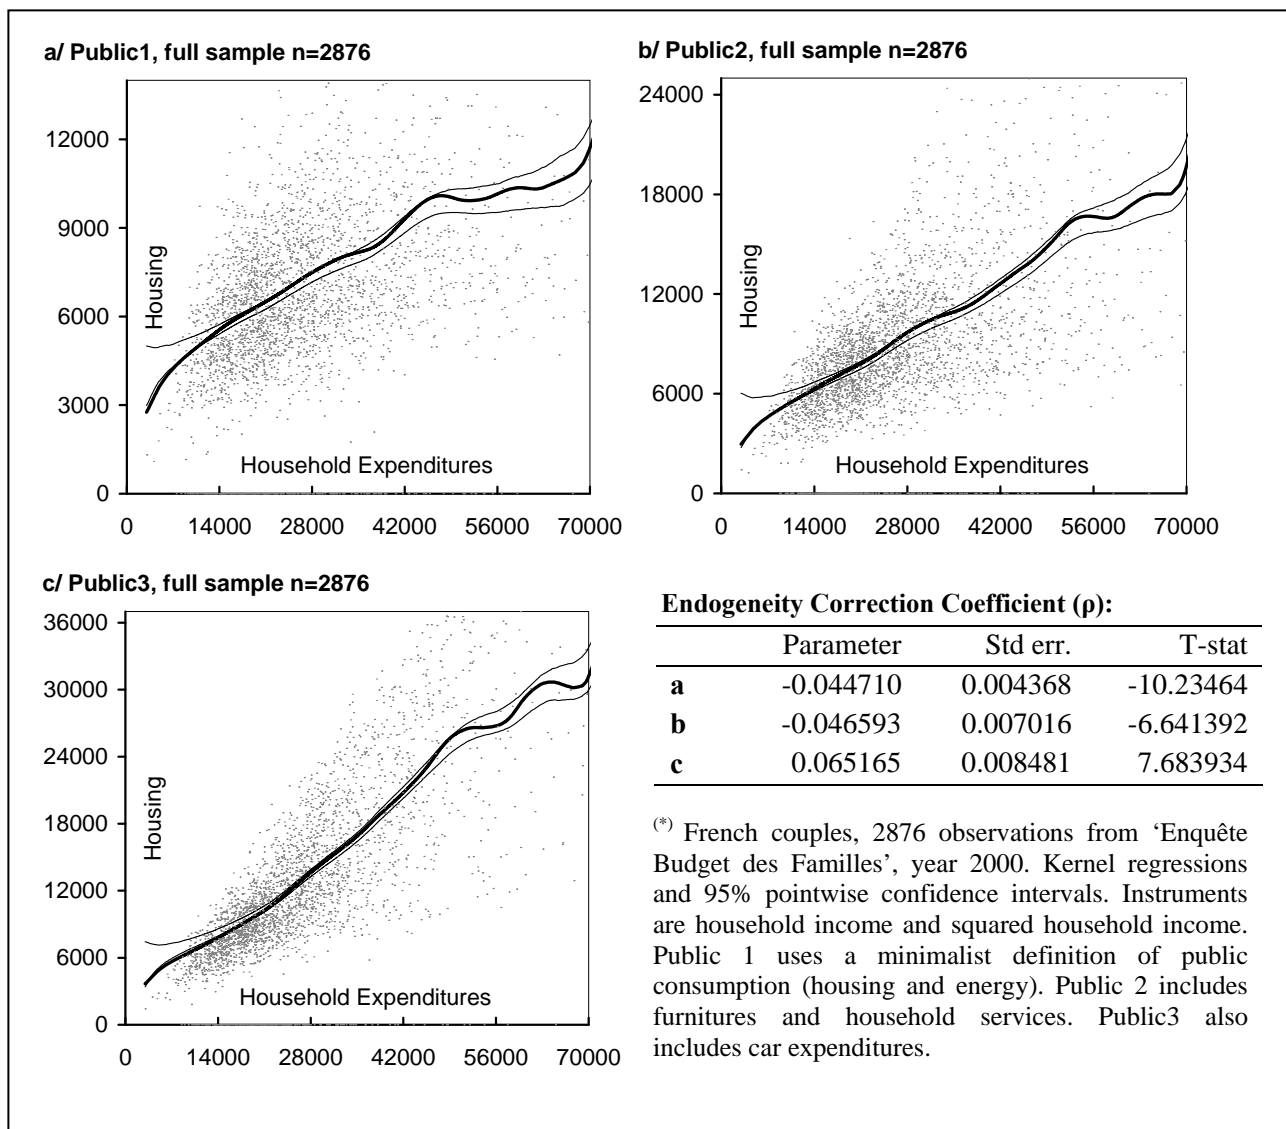 a/ Public1, full sample n=2876
12000
9000
6000
3000
0
Housing
Household Expenditures
0 14000 28000 42000 56000 70000
b/ Public2, full sample n=2876
24000
18000
12000
6000
0
Housing
Household Expenditures
0 14000 28000 42000 56000 70000
c/ Public3, full sample n=2876
36000
30000
24000
18000
12000
6000
0
Housing
Household Expenditures
0 14000 28000 42000 56000 70000
Endogeneity Correction Coefficient (ρ):
Parameter Std err. T-stat
a -0.044710 0.004368 -10.23464
b -0.046593 0.007016 -6.641392
c 0.065165 0.008481 7.683934
(*) French couples, 2876 observations from ‘Enquête
Budget des Familles’, year 2000. Kernel regressions
and 95% pointwise confidence intervals. Instruments
are household income and squared household income.
Public 1 uses a minimalist definition of public
consumption (housing and energy). Public 2 includes
furnitures and household services. Public3 also
includes car expenditures.